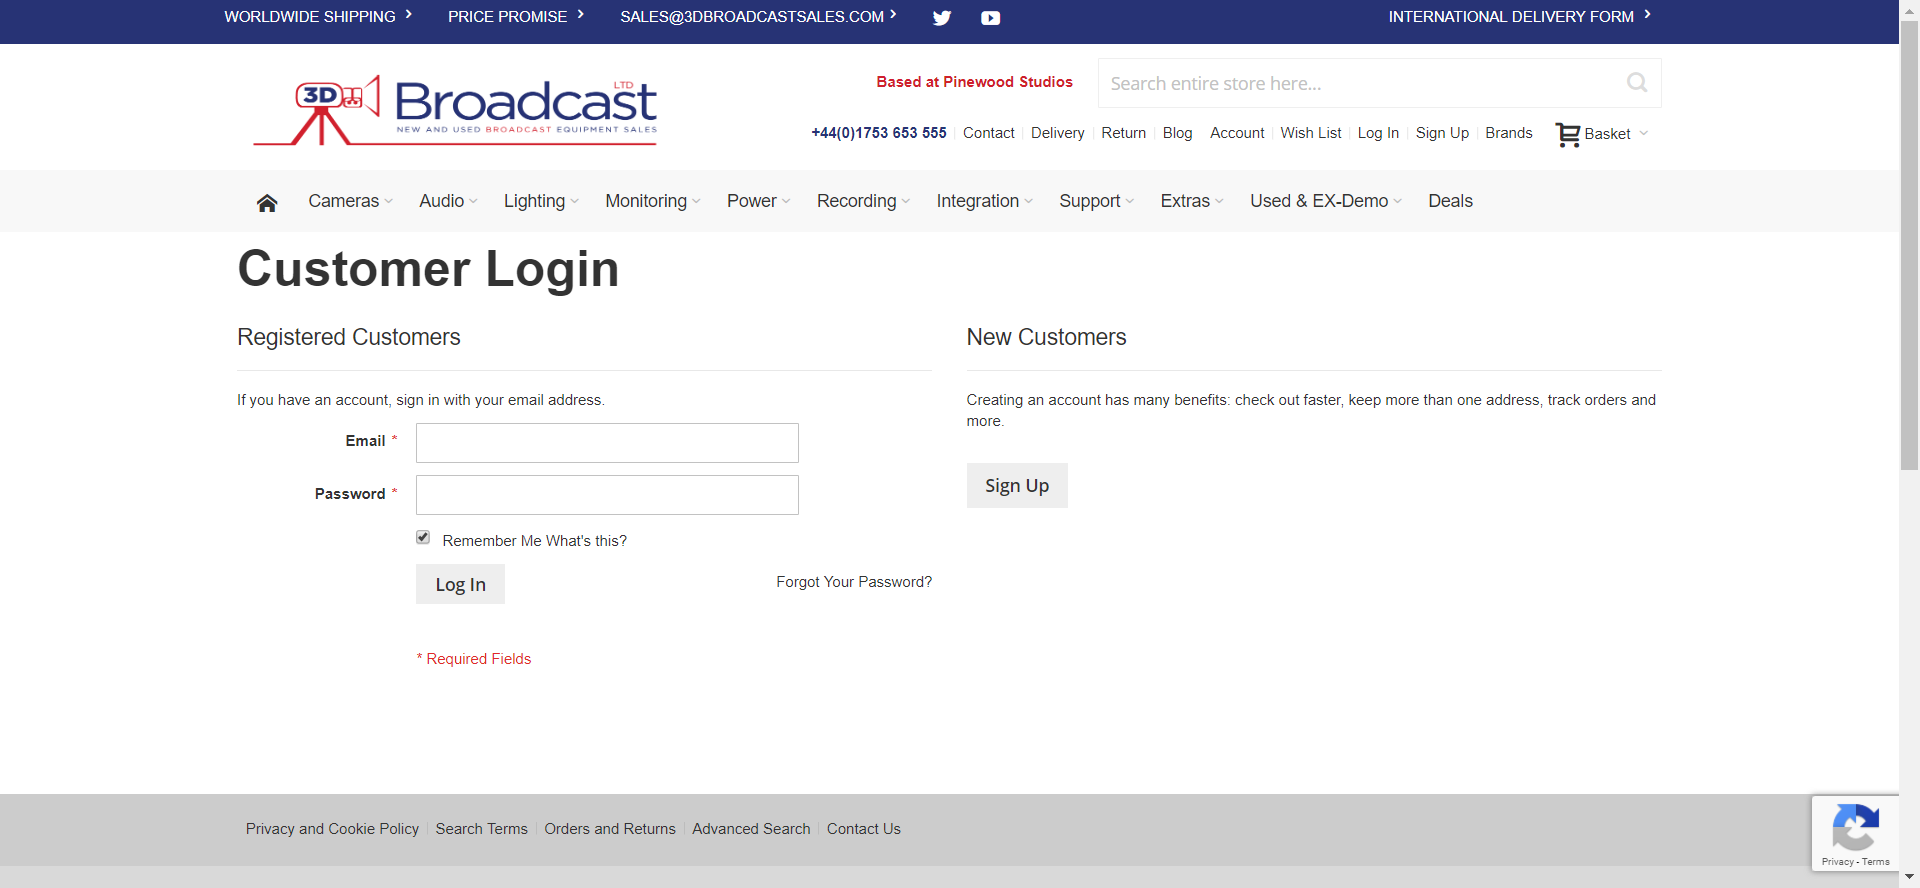 WORLDWIDE SHIPPING
PRICE PROMISE
SALES@3DBROADCASTSALES.COM
INTERNATIONAL DELIVERY FORM
3D Broadcast LTD
NEW AND USED BROADCAST EQUIPMENT SALES
Based at Pinewood Studios
Search entire store here...
+44(0)1753 653 555
Contact
Delivery
Return
Blog
Account
Wish List
Log In
Sign Up
Brands
Basket
Cameras
Audio
Lighting
Monitoring
Power
Recording
Integration
Support
Extras
Used & EX-Demo
Deals
Customer Login
Registered Customers
If you have an account, sign in with your email address.
Email *
Password *
Remember Me What's this?
Log In
Forgot Your Password?
* Required Fields
New Customers
Creating an account has many benefits: check out faster, keep more than one address, track orders and
more.
Sign Up
Privacy and Cookie Policy
Search Terms
Orders and Returns
Advanced Search
Contact Us
Privacy - Terms